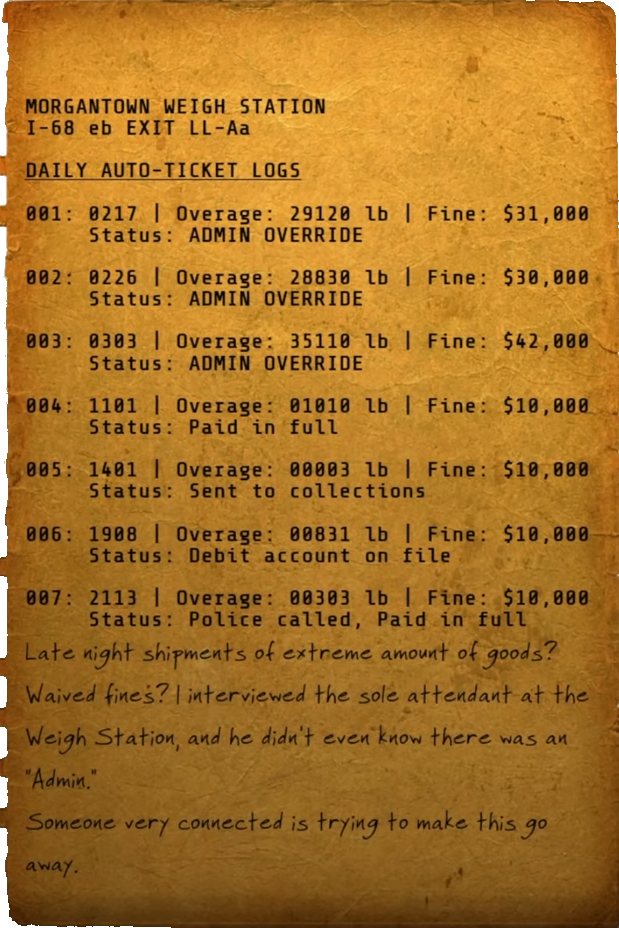 MORGANTOWN WEIGH STATION
I-68 eb EXIT LL-Aa
DAILY AUTO-TICKET LOGS
001: 0217 | Overage: 29120 lb | Fine: $31,000
Status: ADMIN OVERRIDE
002: 0226 | Overage: 28830 lb | Fine: $30,000
Status: ADMIN OVERRIDE
003: 0303 | Overage: 35110 lb | Fine: $42,000
Status: ADMIN OVERRIDE
004: 1101 | Overage: 01010 lb | Fine: $10,000
Status: Paid in full
005: 1401 | Overage: 00003 lb | Fine: $10,000
Status: Sent to collections
006: 1908 | Overage: 00831 lb | Fine: $10,000
Status: Debit account on file
007: 2113 | Overage: 00303 lb | Fine: $10,000
Status: Police called, Paid in full
Late night shipments of extreme amount of goods?
Waived fines? I interviewed the sole attendant at the
Weigh Station, and he didn't even know there was an
"Admin."
Someone very connected is trying to make this go
away.